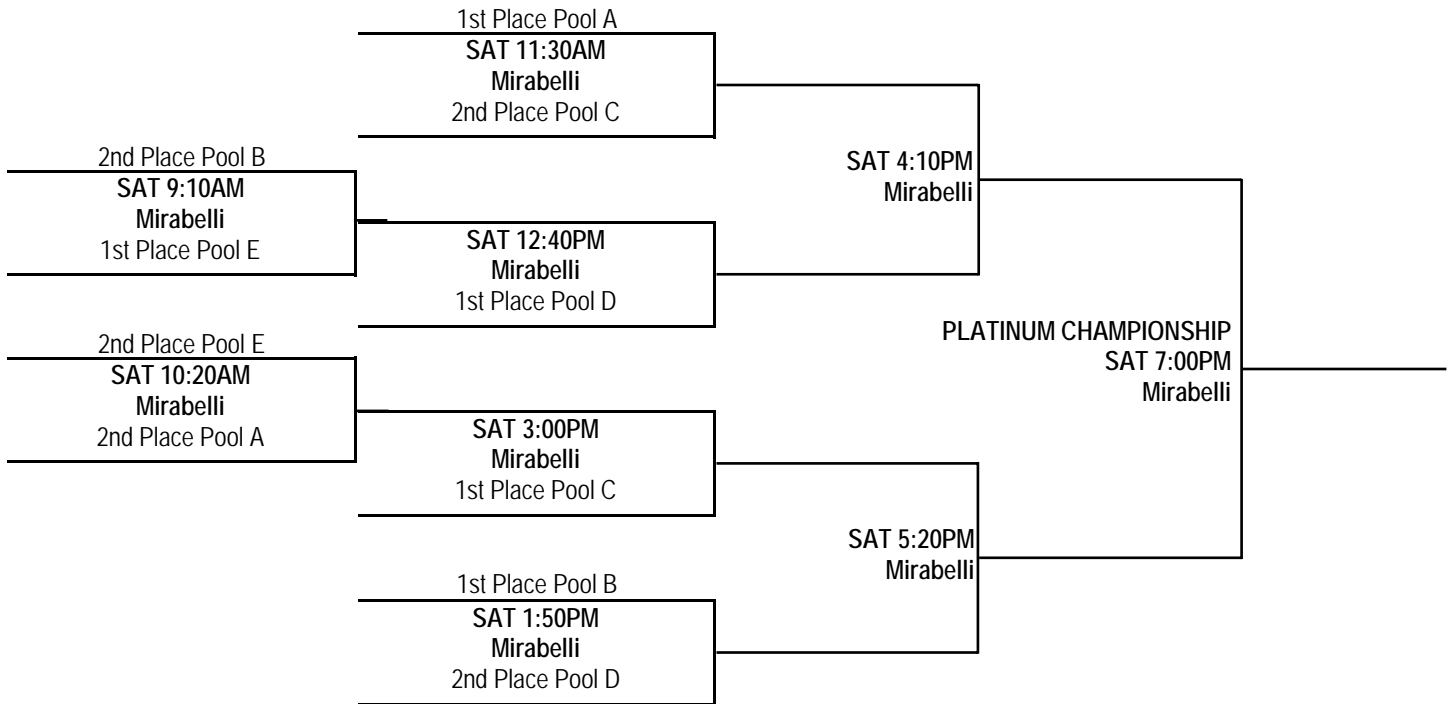 1st Place Pool A
SAT 11:30AM
Mirabelli
2nd Place Pool C
2nd Place Pool B
SAT 9:10AM
Mirabelli
1st Place Pool E
SAT 12:40PM
Mirabelli
1st Place Pool D
2nd Place Pool E
SAT 10:20AM
Mirabelli
2nd Place Pool A
SAT 3:00PM
Mirabelli
1st Place Pool C
1st Place Pool B
SAT 1:50PM
Mirabelli
2nd Place Pool D
SAT 4:10PM
Mirabelli
SAT 5:20PM
Mirabelli
PLATINUM CHAMPIONSHIP
SAT 7:00PM
Mirabelli